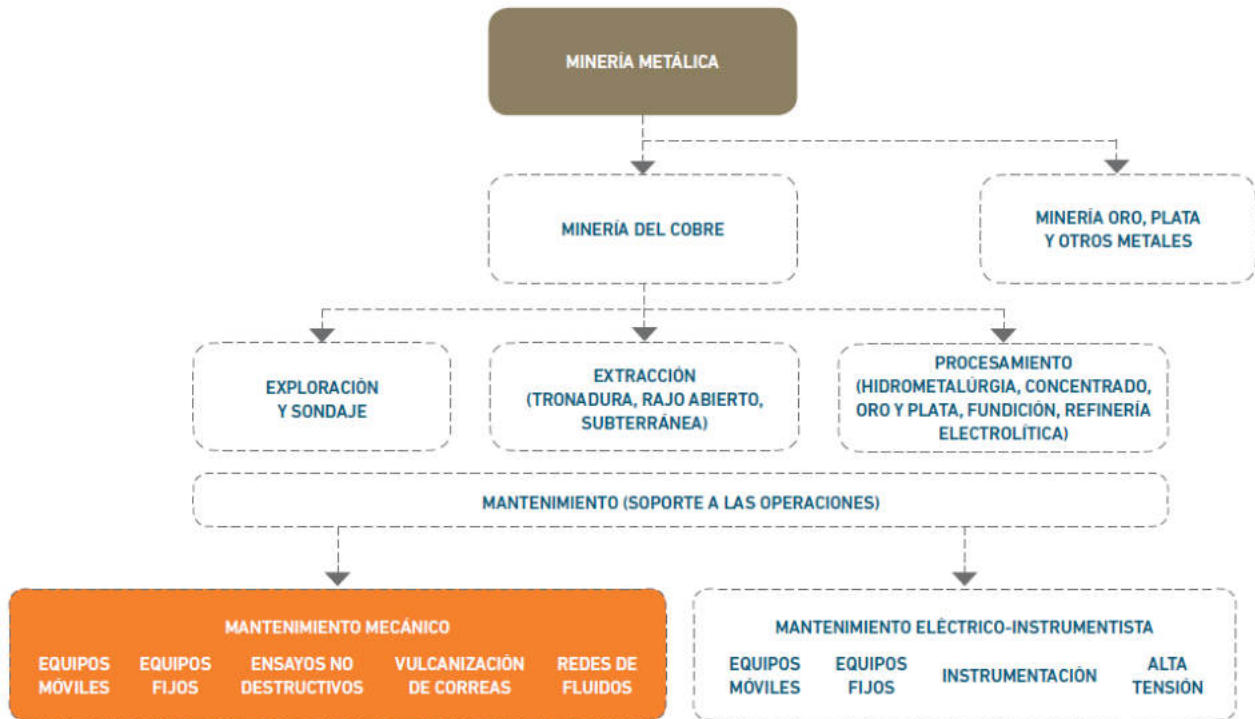 MINERÍA METÁLICA
MINERÍA DEL COBRE
MINERÍA ORO, PLATA
Y OTROS METALES
EXPLORACIÓN
Y SONDAJE
EXTRACCIÓN
(TRONADURA, RAJO ABIERTO,
SUBTERRÁNEA)
PROCESAMIENTO
(HIDROMETALÚRGIA, CONCENTRADO,
ORO Y PLATA, FUNDICIÓN, REFINERÍA
ELECTROLÍTICA)
MANTENIMIENTO (SOPORTE A LAS OPERACIONES)
MANTENIMIENTO MECÁNICO
EQUIPOS
MÓVILES
EQUIPOS
FIJOS
ENSAYOS NO
DESTRUCTIVOS
VULCANIZACIÓN
DE CORREAS
REDES DE
FLUIDOS
MANTENIMIENTO ELÉCTRICO-INSTRUMENTISTA
EQUIPOS
MÓVILES
EQUIPOS
FIJOS
INSTRUMENTACIÓN
ALTA
TENSIÓN